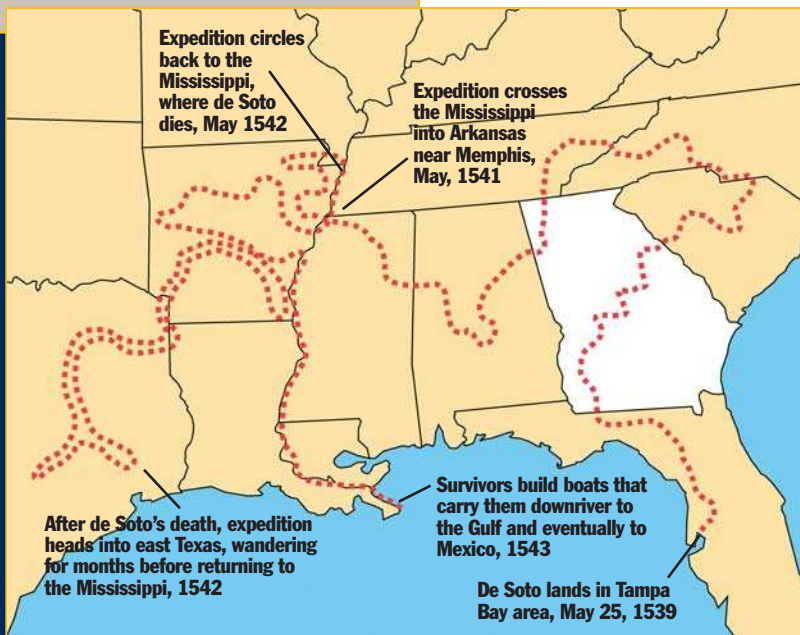 Expedition circles
back to the
Mississippi,
where de Soto
dies, May 1542
Expedition crosses
the Mississippi
into Arkansas
near Memphis,
May, 1541
After de Soto's death, expedition
heads into east Texas, wandering
for months before returning to
the Mississippi, 1542
Survivors build boats that
carry them downriver to
the Gulf and eventually to
Mexico, 1543
De Soto lands in Tampa
Bay area, May 25, 1539